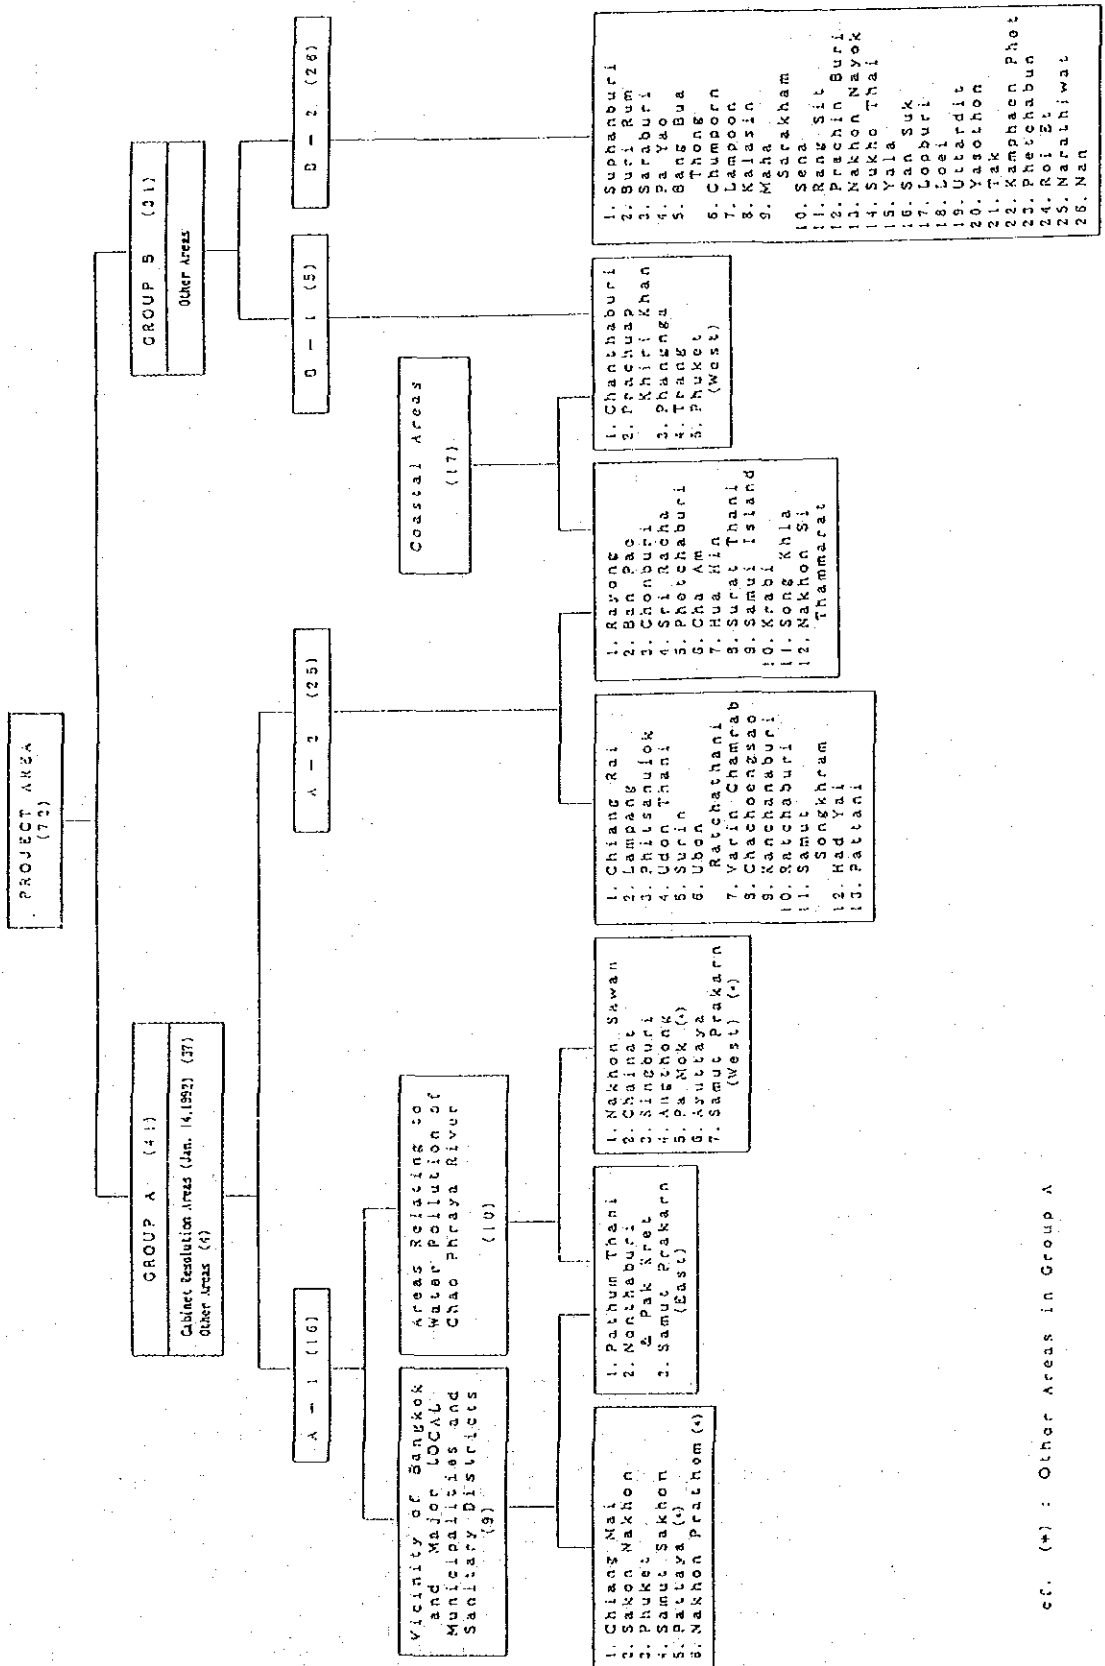 PROJECT AREA
(72)
GROUP A (41)
Cabinet Resolution Areas (Jan. 14, 1992) (37)
Other Areas (4)
GROUP B (31)
Other Areas
A - 1 (16)
A - 2 (25)
B - 1 (5)
B - 2 (26)
Vicinity of Bangkok
and Major LOCAL
Municipalities and
Sanitary Districts
(9)
Areas Relating to
Water Pollution of
Chao Phraya River
(10)
Coastal Areas
(17)
1. Chiang Mai
2. Sakon Nakhon
3. Phuket
4. Samut Sakhon
5. Pattaya (*)
6. Nakhon Prathom (*)
1. Pathum Thani
2. Nonthaburi
& Pak Kret
3. Samut Prakarn
(East)
1. Nakhon Sawan
2. Chainat
3. Singburi
4. Angthong
5. Pa Mok (*)
6. Ayuttaya
7. Samut Prakarn
(West) (*)
1. Chiang Rai
2. Lampang
3. Phitsanulok
4. Udon Thani
5. Surin
6. Ubon
Ratchathani
7. Varin Chamrab
8. Chachoengsao
9. Kanchanaburi
10. Ratchaburi
11. Samut
Songkhram
12. Had Yai
13. Pattani
1. Rayong
2. Ban Pae
3. Chonburi
4. Sri Racha
5. Phetchaburi
6. Cha Am
7. Hua Hin
8. Surat Thani
9. Samui Island
10. Krabi
11. Song Khla
12. Nakhon Si
Thammarat
1. Chanthaburi
2. Prachuap
Khiri Khan
3. Phangnga
4. Trang
5. Phuket
(West)
1. Suphanburi
2. Buri Rum
3. Saraburi
4. Pa Yao
5. Bang Bua
Thong
6. Chumporn
7. Lampoon
8. Kalasin
9. Maha
Sarakham
10. Sena
11. Rang Sit
12. Prachin Buri
13. Nakhon Nayok
14. Sukho Thai
15. Yala
16. San Suk
17. Lopburi
18. Loei
19. Uttardit
20. Yasothon
21. Tak
22. Kamphaen Phet
23. Phetchabun
24. Roi Et
25. Narathiwat
26. Nan
cf. (*) : Other Areas in Group A